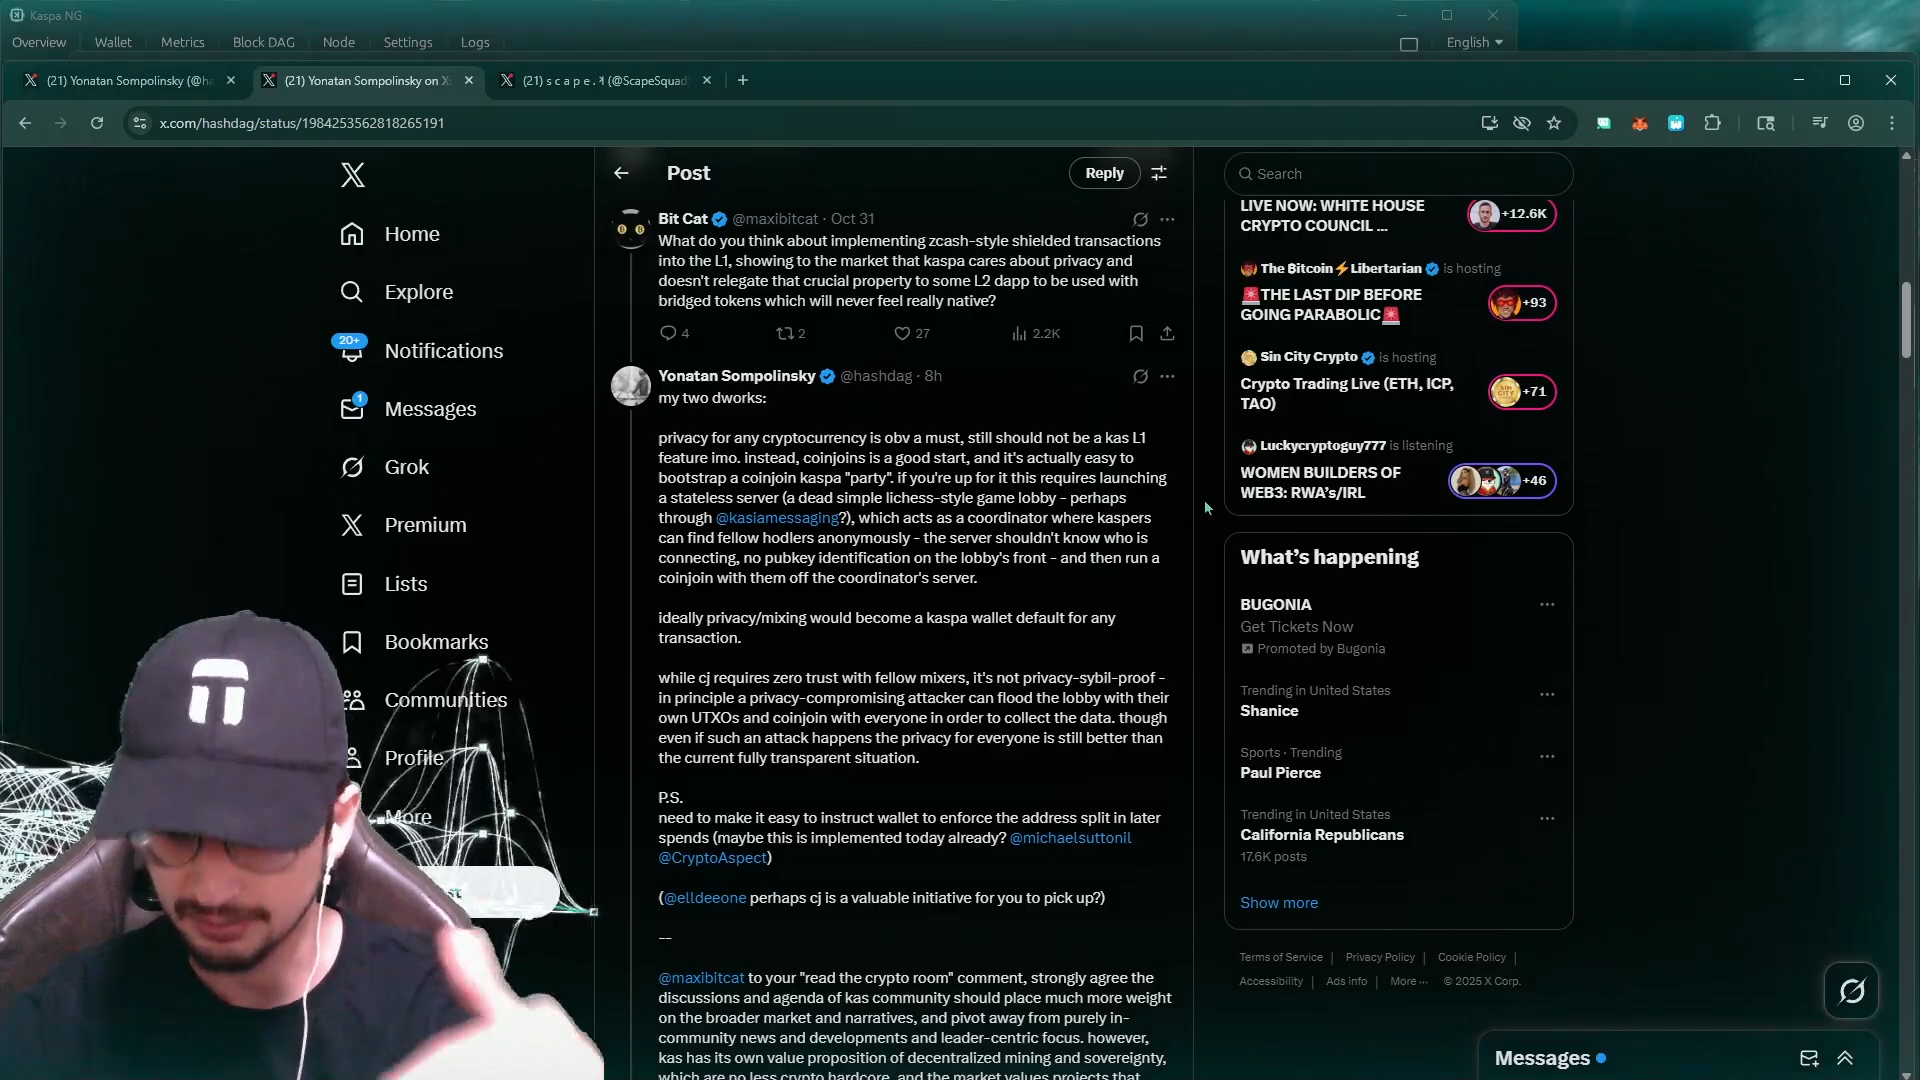 Kaspa NG
Overview Wallet Metrics Block DAG Node Settings Logs English
(21) Yonatan Sompolinsky (@ha
(21) Yonatan Sompolinsky on X
(21) s c a p e . (@ScapeSquad
x.com/hashdag/status/1984253562818265191
Home
Explore
20+
Notifications
1
Messages
Grok
Premium
Lists
Bookmarks
Communities
Profile
More
Post
Reply
Bit Cat @maxibitcat · Oct 31
What do you think about implementing zcash-style shielded transactions
into the L1, showing to the market that kaspa cares about privacy and
doesn't relegate that crucial property to some L2 dapp to be used with
bridged tokens which will never feel really native?
4 2 27 2.2K
Yonatan Sompolinsky @hashdag · 8h
my two dworks:
privacy for any cryptocurrency is obv a must, still should not be a kas L1
feature imo. instead, coinjoins is a good start, and it's actually easy to
bootstrap a coinjoin kaspa "party". if you're up for it this requires launching
a stateless server (a dead simple lichess-style game lobby - perhaps
through @kasiamessaging?), which acts as a coordinator where kaspers
can find fellow hodlers anonymously - the server shouldn't know who is
connecting, no pubkey identification on the lobby's front - and then run a
coinjoin with them off the coordinator's server.
ideally privacy/mixing would become a kaspa wallet default for any
transaction.
while cj requires zero trust with fellow mixers, it's not privacy-sybil-proof -
in principle a privacy-compromising attacker can flood the lobby with their
own UTXOs and coinjoin with everyone in order to collect the data. though
even if such an attack happens the privacy for everyone is still better than
the current fully transparent situation.
P.S.
need to make it easy to instruct wallet to enforce the address split in later
spends (maybe this is implemented today already? @michaelsuttonil
@CryptoAspect)
(@elldeeone perhaps cj is a valuable initiative for you to pick up?)
--
@maxibitcat to your "read the crypto room" comment, strongly agree the
discussions and agenda of kas community should place much more weight
on the broader market and narratives, and pivot away from purely in-
community news and developments and leader-centric focus. however,
kas has its own value proposition of decentralized mining and sovereignty,
which are no less crypto hardcore, and the market values projects that
Search
LIVE NOW: WHITE HOUSE
CRYPTO COUNCIL ...
+12.6K
The Bitcoin⚡Libertarian is hosting
🚨THE LAST DIP BEFORE
GOING PARABOLIC🚨
+93
Sin City Crypto is hosting
Crypto Trading Live (ETH, ICP,
TAO)
+71
Luckycryptoguy777 is listening
WOMEN BUILDERS OF
WEB3: RWA's/IRL
+46
What's happening
BUGONIA
Get Tickets Now
Promoted by Bugonia
Trending in United States
Shanice
Sports · Trending
Paul Pierce
Trending in United States
California Republicans
17.6K posts
Show more
Terms of Service | Privacy Policy | Cookie Policy |
Accessibility | Ads info | More ··· © 2025 X Corp.
Messages